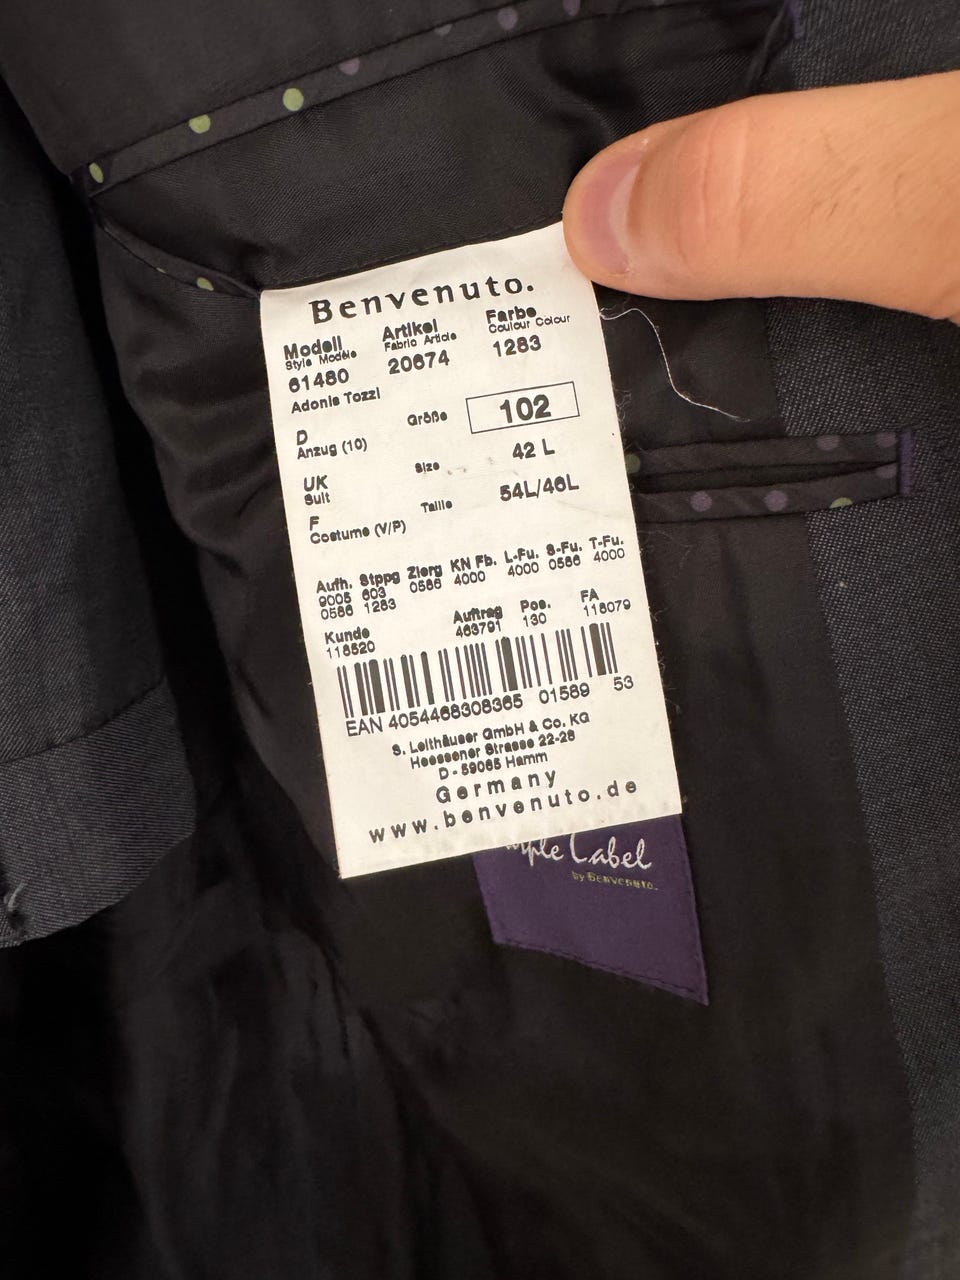 Benvenuto.
Modell Artikel Farbe
Style Modèle Fabric Article Couleur Colour
61480 20674 1283
Adonis Tozzi
D
Anzug (10) Größe 102
UK
Suit Size 42 L
F
Costume (V/P) Taille 54L/46L
Aufh. Stppg Zierg KN Fb. L-Fu. S-Fu. T-Fu.
9005 603 0586 4000 4000 0586 4000
0586 1283
Kunde Auftrag Pos. FA
118520 463791 130 118079
EAN 4054468308365 01589 53
S. Leithäuser GmbH & Co. KG
Heessener Strasse 22-28
D - 59065 Hamm
Germany
www.benvenuto.de
Label
by Benvenuto.